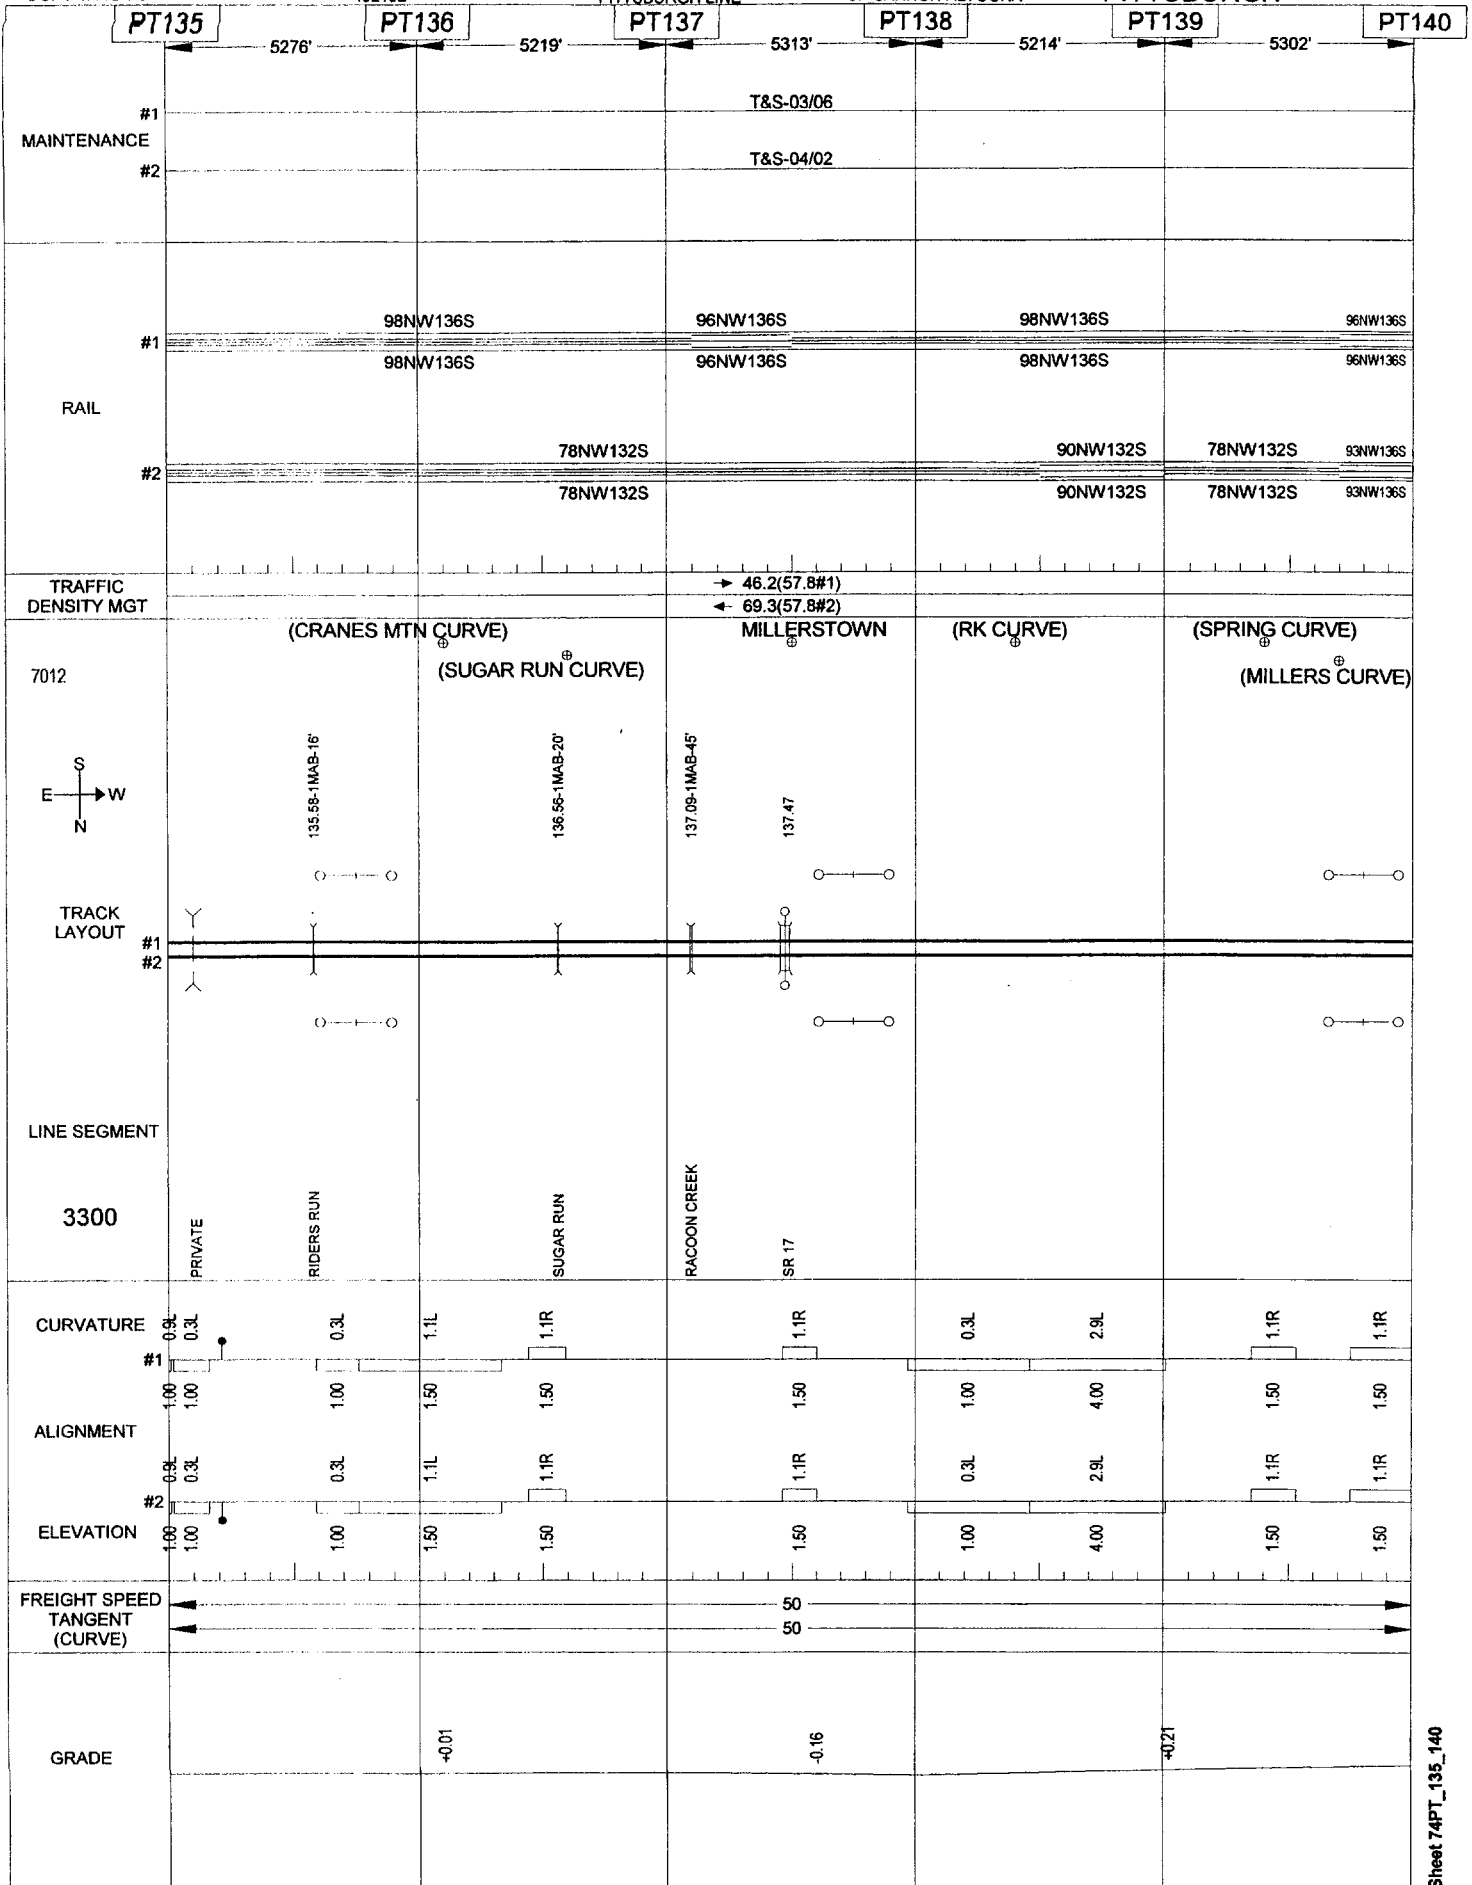 PT135 PT136 PT137 PT138 PT139 PT140
5276' 5219' 5313' 5214' 5302'
MAINTENANCE
#1 T&S-03/06
#2 T&S-04/02
RAIL
98NW136S 96NW136S 98NW136S 96NW136S
#1
98NW136S 96NW136S 98NW136S 96NW136S
78NW132S 90NW132S 78NW132S 93NW136S
#2
78NW132S 90NW132S 78NW132S 93NW136S
TRAFFIC
DENSITY MGT
46.2(57.8#1)
69.3(57.8#2)
(CRANES MTN CURVE) MILLERSTOWN (RK CURVE) (SPRING CURVE)
(SUGAR RUN CURVE) (MILLERS CURVE)
7012
S
E W
N
135.58-1MAB-16'
136.56-1MAB-20'
137.09-1MAB-45'
137.47
TRACK
LAYOUT
#1
#2
LINE SEGMENT
3300
PRIVATE
RIDERS RUN
SUGAR RUN
RACOON CREEK
SR 17
CURVATURE
0.9L 0.3L 0.3L 1.1L 1.1R 1.1R 0.3L 2.9L 1.1R 1.1R
#1
1.00 1.00 1.00 1.50 1.50 1.50 1.00 4.00 1.50 1.50
ALIGNMENT
0.9L 0.3L 0.3L 1.1L 1.1R 1.1R 0.3L 2.9L 1.1R 1.1R
#2
ELEVATION
1.00 1.00 1.00 1.50 1.50 1.50 1.00 4.00 1.50 1.50
FREIGHT SPEED
TANGENT
(CURVE)
50
50
GRADE
+0.01 -0.16 +0.21
Sheet 74PT_135_140